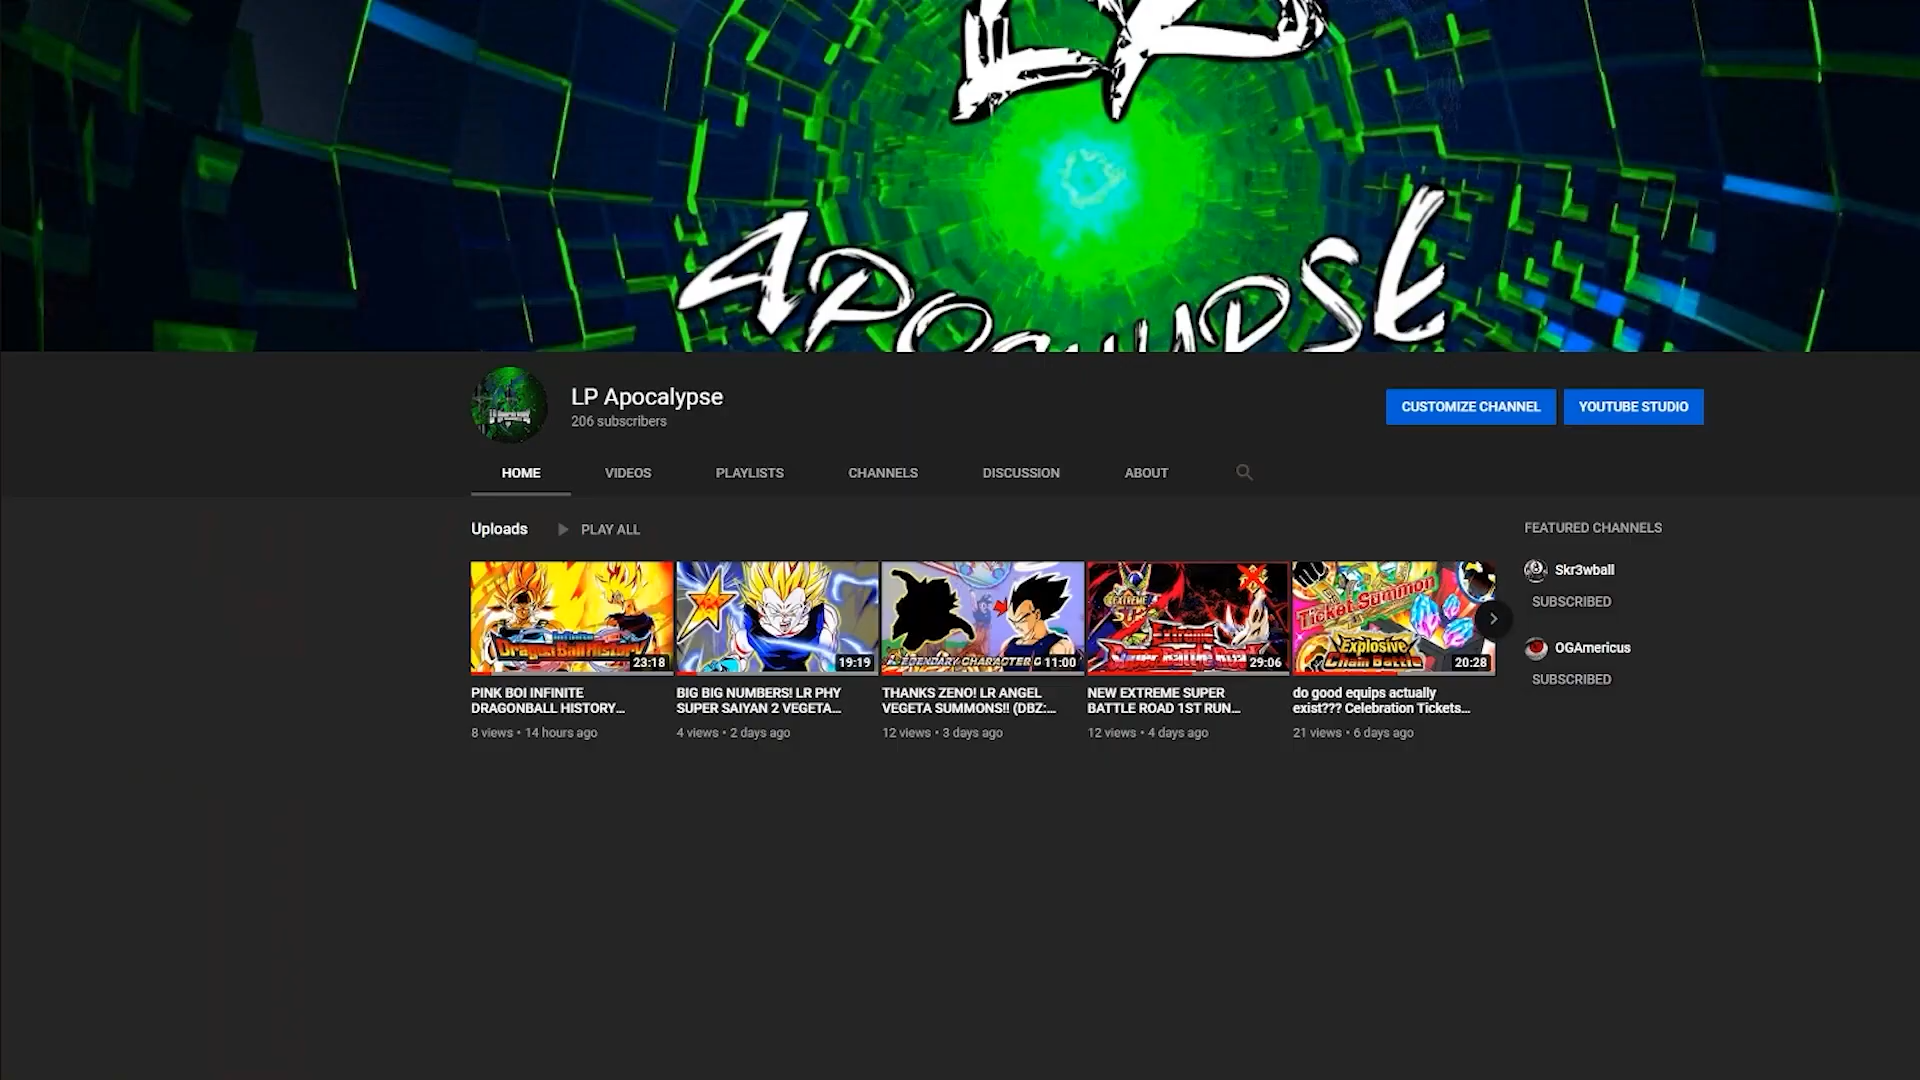 LP
APOCALYPSE
LP Apocalypse
206 subscribers
CUSTOMIZE CHANNEL
YOUTUBE STUDIO
HOME
VIDEOS
PLAYLISTS
CHANNELS
DISCUSSION
ABOUT
Uploads
PLAY ALL
Infinite
Dragon Ball History
23:18
PINK BOI INFINITE
DRAGONBALL HISTORY...
8 views • 14 hours ago
19:19
BIG BIG NUMBERS! LR PHY
SUPER SAIYAN 2 VEGETA...
4 views • 2 days ago
LEGENDARY CHARACTER
11:00
THANKS ZENO! LR ANGEL
VEGETA SUMMONS!! (DBZ:...
12 views • 3 days ago
EXTREME
STR
Extreme
Super Battle Road
29:06
NEW EXTREME SUPER
BATTLE ROAD 1ST RUN...
12 views • 4 days ago
Ticket Summon
Explosive
Chain Battle
20:28
do good equips actually
exist??? Celebration Tickets...
21 views • 6 days ago
FEATURED CHANNELS
Skr3wball
SUBSCRIBED
OGAmericus
SUBSCRIBED